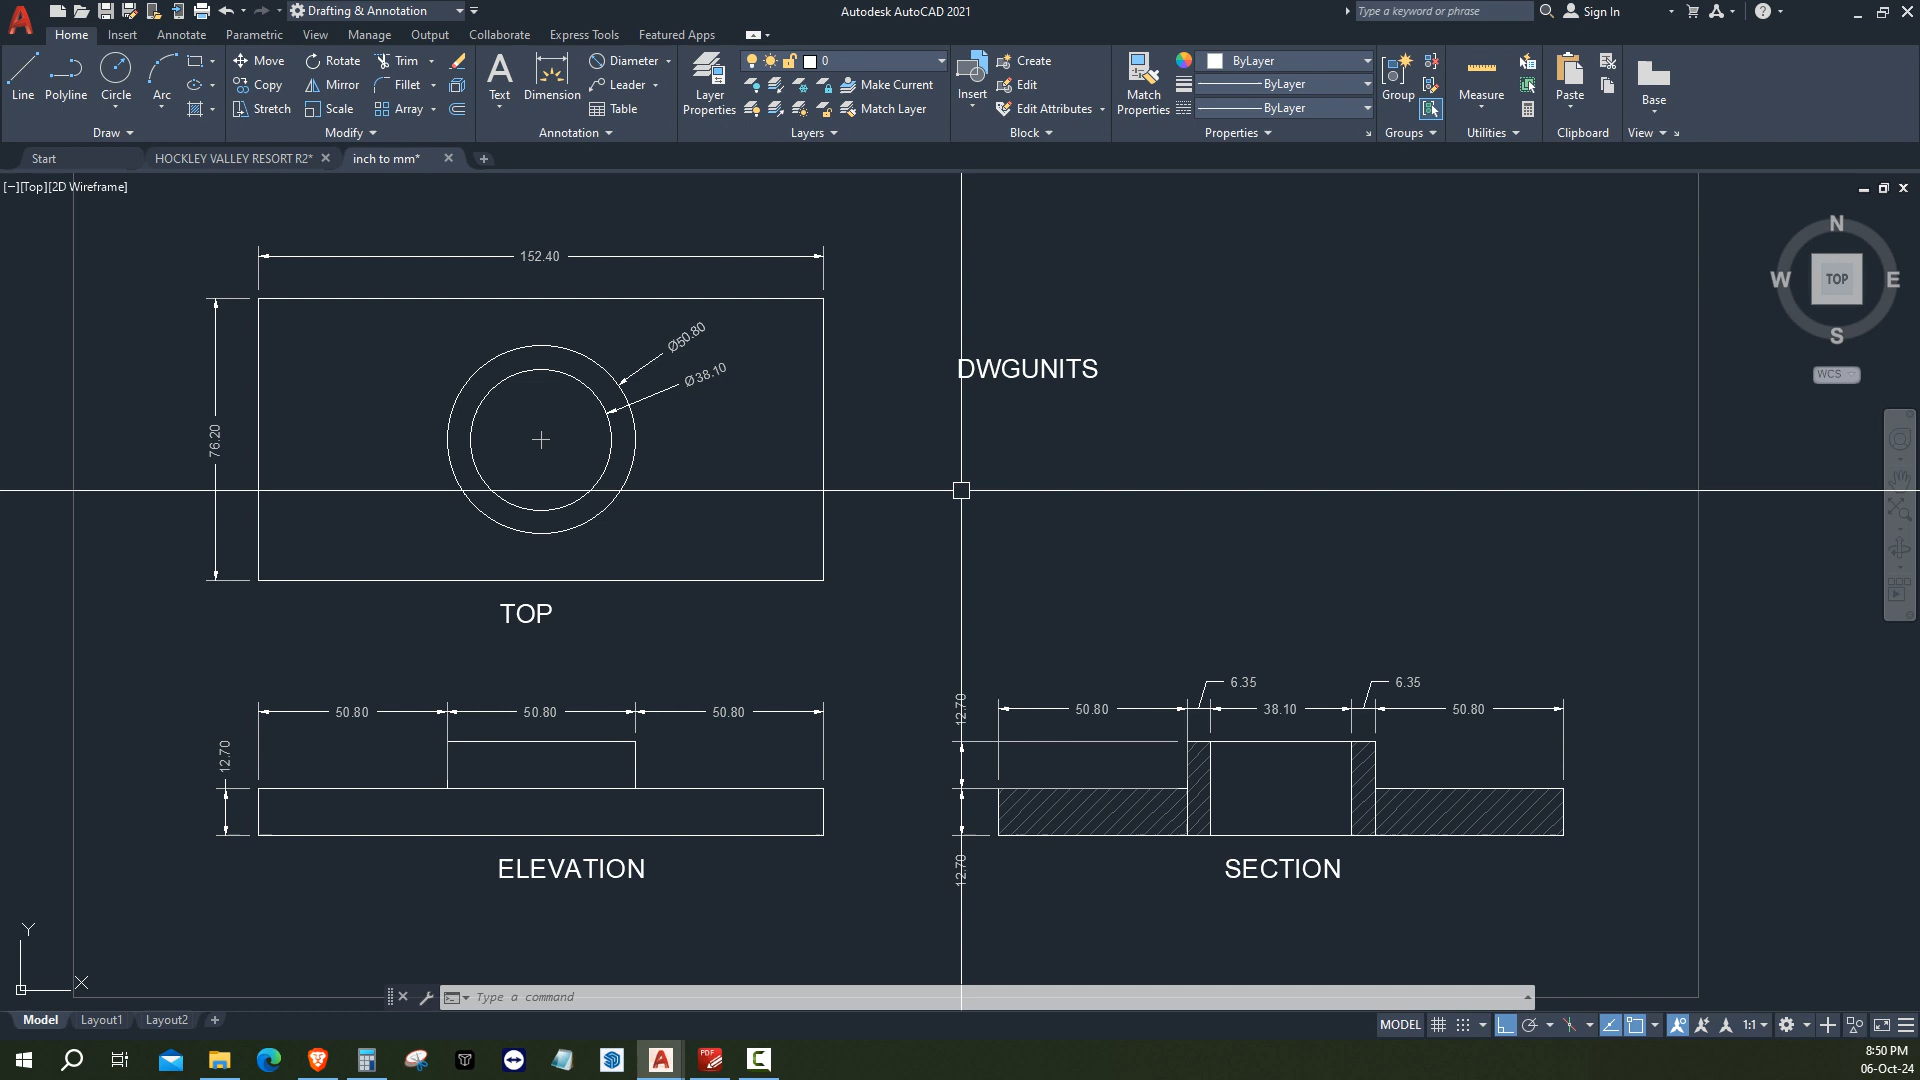 Drafting & Annotation
Autodesk AutoCAD 2021
Type a keyword or phrase
Sign In
Home Insert Annotate Parametric View Manage Output Collaborate Express Tools Featured Apps
Line Polyline Circle Arc
Move Rotate Trim
Copy Mirror Fillet
Stretch Scale Array
Text Dimension
Diameter
Leader
Table
Layer Properties
0
Make Current
Match Layer
Insert
Create
Edit
Edit Attributes
Match Properties
ByLayer
ByLayer
ByLayer
Group Measure Paste Base
Draw Modify Annotation Layers Block Properties Groups Utilities Clipboard View
Start HOCKLEY VALLEY RESORT R2* inch to mm*
[−][Top][2D Wireframe]
N
W TOP E
S
WCS
152.40
Ø50.80
Ø38.10
76.20
DWGUNITS
TOP
50.80 50.80 50.80
12.70
ELEVATION
6.35 6.35
50.80 38.10 50.80
12.70
12.70
SECTION
Y
X
Type a command
Model Layout1 Layout2
MODEL
1:1
PDF
8:50 PM
06-Oct-24